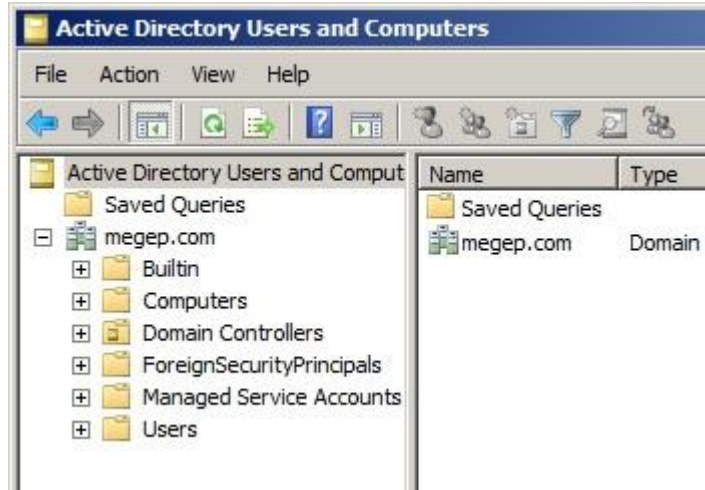 Active Directory Users and Computers
File Action View Help
Active Directory Users and Comput
Saved Queries
megep.com
Builtin
Computers
Domain Controllers
ForeignSecurityPrincipals
Managed Service Accounts
Users
Name Type
Saved Queries
megep.com Domain